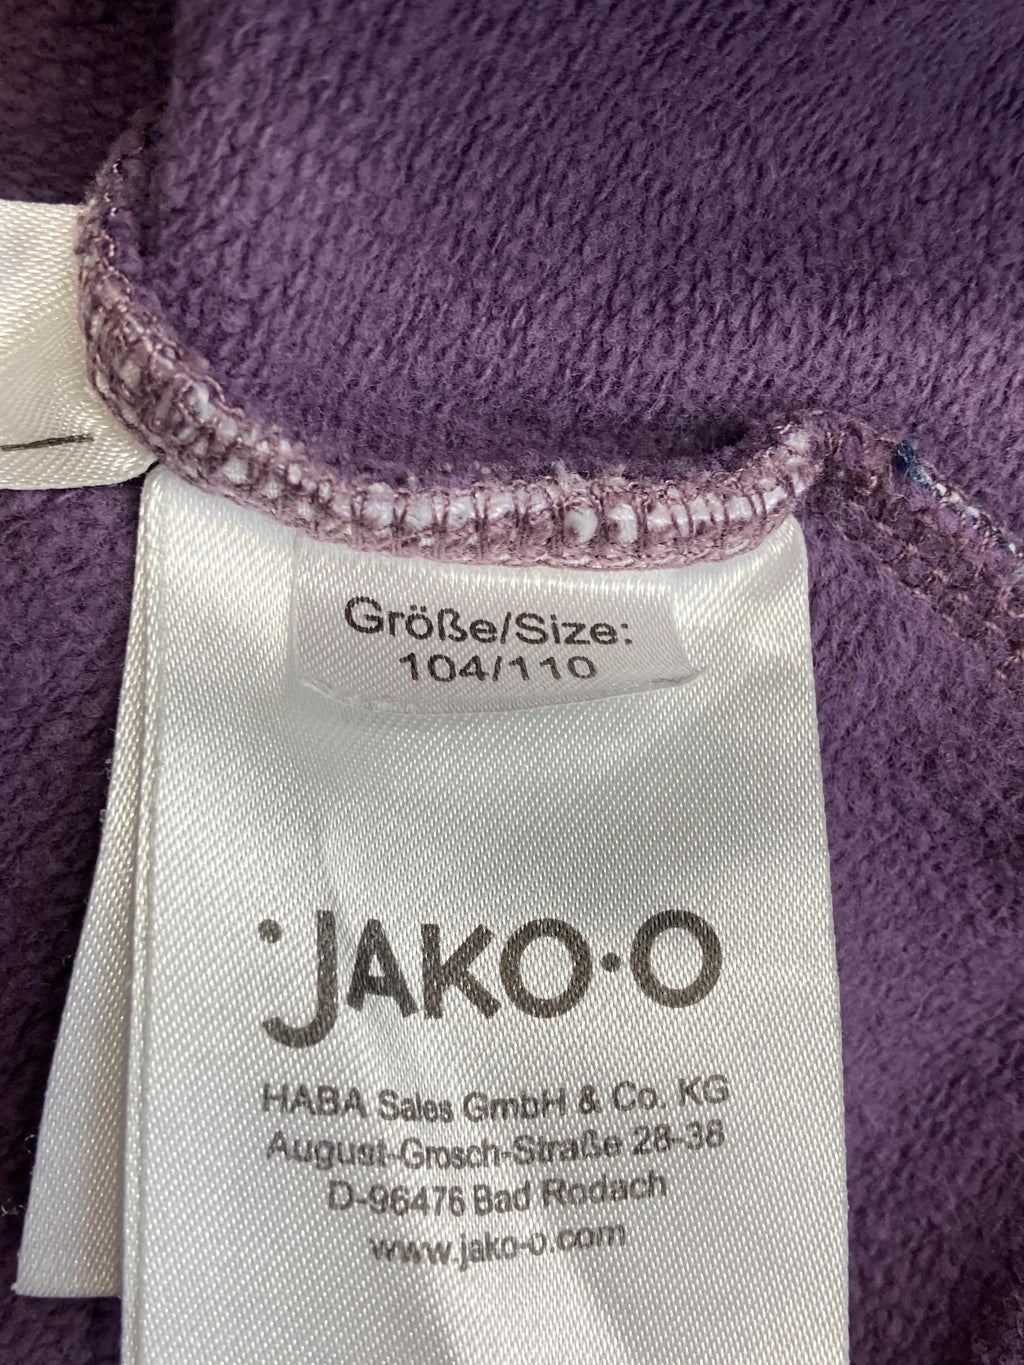 Größe/Size:
104/110
JAKO·O
HABA Sales GmbH & Co. KG
August-Grosch-Straße 28-38
D-96476 Bad Rodach
www.jako-o.com